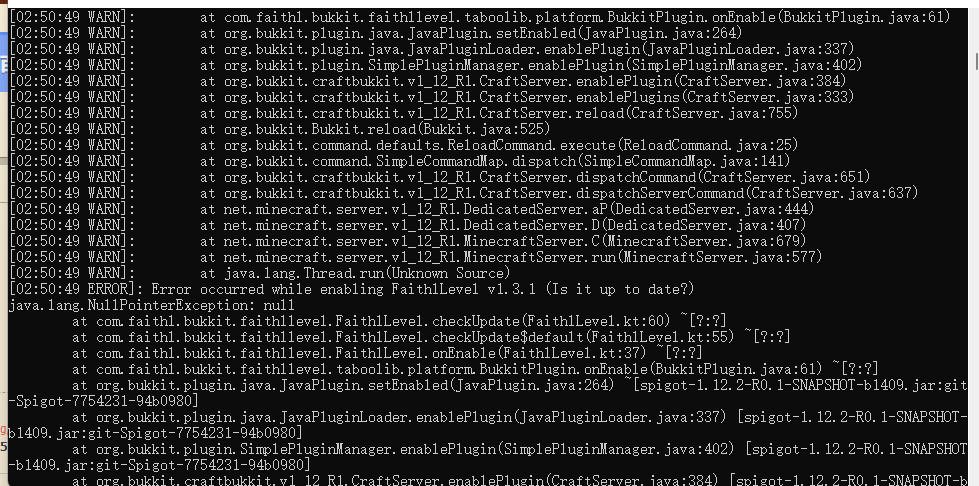 [02:50:49 WARN]:        at com.faithl.bukkit.faithllevel.taboolib.platform.BukkitPlugin.onEnable(BukkitPlugin.java:61)
[02:50:49 WARN]:        at org.bukkit.plugin.java.JavaPlugin.setEnabled(JavaPlugin.java:264)
[02:50:49 WARN]:        at org.bukkit.plugin.java.JavaPluginLoader.enablePlugin(JavaPluginLoader.java:337)
[02:50:49 WARN]:        at org.bukkit.plugin.SimplePluginManager.enablePlugin(SimplePluginManager.java:402)
[02:50:49 WARN]:        at org.bukkit.craftbukkit.v1_12_R1.CraftServer.enablePlugin(CraftServer.java:384)
[02:50:49 WARN]:        at org.bukkit.craftbukkit.v1_12_R1.CraftServer.enablePlugins(CraftServer.java:333)
[02:50:49 WARN]:        at org.bukkit.craftbukkit.v1_12_R1.CraftServer.reload(CraftServer.java:755)
[02:50:49 WARN]:        at org.bukkit.Bukkit.reload(Bukkit.java:525)
[02:50:49 WARN]:        at org.bukkit.command.defaults.ReloadCommand.execute(ReloadCommand.java:25)
[02:50:49 WARN]:        at org.bukkit.command.SimpleCommandMap.dispatch(SimpleCommandMap.java:141)
[02:50:49 WARN]:        at org.bukkit.craftbukkit.v1_12_R1.CraftServer.dispatchCommand(CraftServer.java:651)
[02:50:49 WARN]:        at org.bukkit.craftbukkit.v1_12_R1.CraftServer.dispatchServerCommand(CraftServer.java:637)
[02:50:49 WARN]:        at net.minecraft.server.v1_12_R1.DedicatedServer.aP(DedicatedServer.java:444)
[02:50:49 WARN]:        at net.minecraft.server.v1_12_R1.DedicatedServer.D(DedicatedServer.java:407)
[02:50:49 WARN]:        at net.minecraft.server.v1_12_R1.MinecraftServer.C(MinecraftServer.java:679)
[02:50:49 WARN]:        at net.minecraft.server.v1_12_R1.MinecraftServer.run(MinecraftServer.java:577)
[02:50:49 WARN]:        at java.lang.Thread.run(Unknown Source)
[02:50:49 ERROR]: Error occurred while enabling FaithlLevel v1.3.1 (Is it up to date?)
java.lang.NullPointerException: null
        at com.faithl.bukkit.faithllevel.FaithlLevel.checkUpdate(FaithlLevel.kt:60) ~[?:?]
        at com.faithl.bukkit.faithllevel.FaithlLevel.checkUpdate$default(FaithlLevel.kt:55) ~[?:?]
        at com.faithl.bukkit.faithllevel.FaithlLevel.onEnable(FaithlLevel.kt:37) ~[?:?]
        at com.faithl.bukkit.faithllevel.taboolib.platform.BukkitPlugin.onEnable(BukkitPlugin.java:61) ~[?:?]
        at org.bukkit.plugin.java.JavaPlugin.setEnabled(JavaPlugin.java:264) ~[spigot-1.12.2-R0.1-SNAPSHOT-b1409.jar:git
-Spigot-7754231-94b0980]
        at org.bukkit.plugin.java.JavaPluginLoader.enablePlugin(JavaPluginLoader.java:337) [spigot-1.12.2-R0.1-SNAPSHOT-
b1409.jar:git-Spigot-7754231-94b0980]
        at org.bukkit.plugin.SimplePluginManager.enablePlugin(SimplePluginManager.java:402) [spigot-1.12.2-R0.1-SNAPSHOT
-b1409.jar:git-Spigot-7754231-94b0980]
        at org.bukkit.craftbukkit.v1_12_R1.CraftServer.enablePlugin(CraftServer.java:384) [spigot-1.12.2-R0.1-SNAPSHOT-b